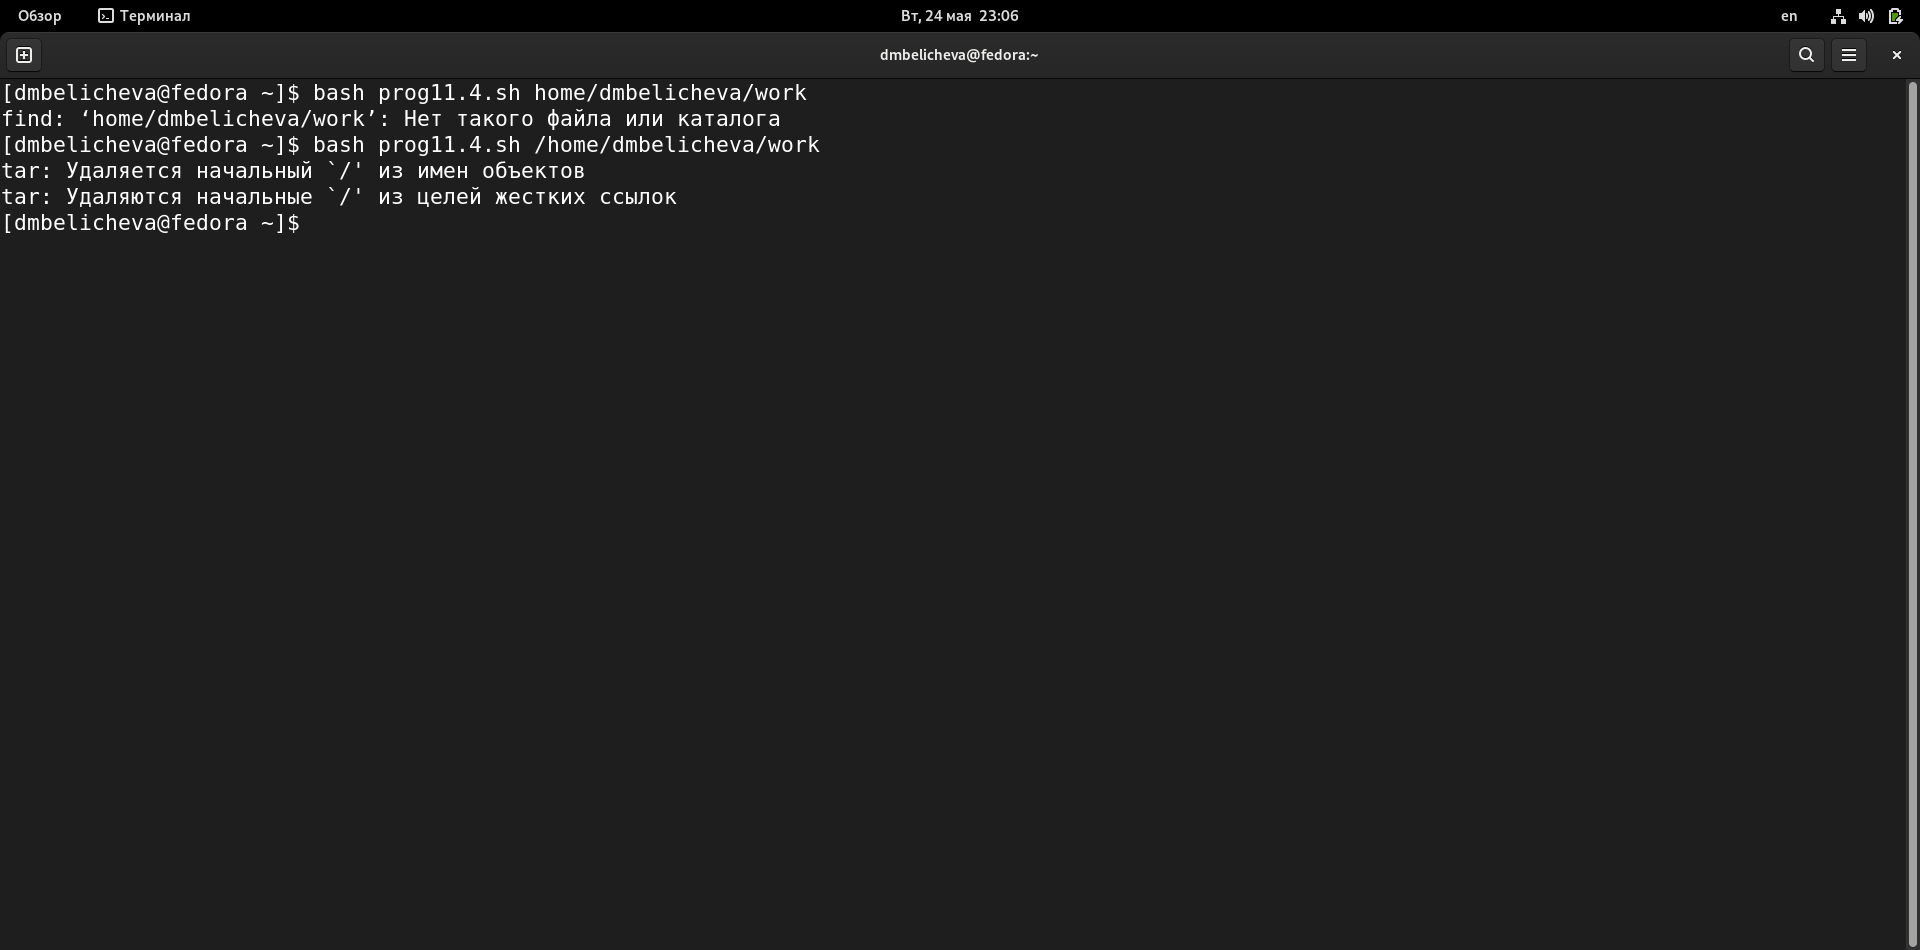 Обзор Терминал Вт, 24 мая 23:06 en
dmbelicheva@fedora:~
[dmbelicheva@fedora ~]$ bash prog11.4.sh home/dmbelicheva/work
find: ‘home/dmbelicheva/work’: Нет такого файла или каталога
[dmbelicheva@fedora ~]$ bash prog11.4.sh /home/dmbelicheva/work
tar: Удаляется начальный `/' из имен объектов
tar: Удаляются начальные `/' из целей жестких ссылок
[dmbelicheva@fedora ~]$